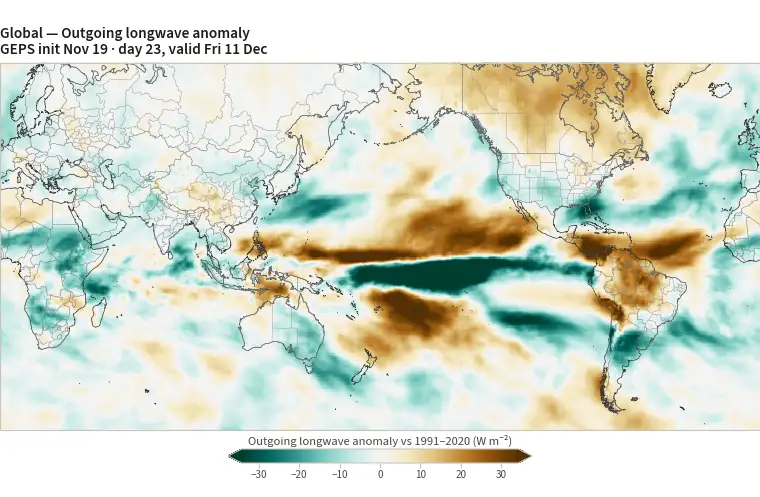 Global — Outgoing longwave anomaly
GEPS init Nov 19 · day 23, valid Fri 11 Dec
Outgoing longwave anomaly vs 1991–2020 (W m⁻²)
−30 −20 −10 0 10 20 30